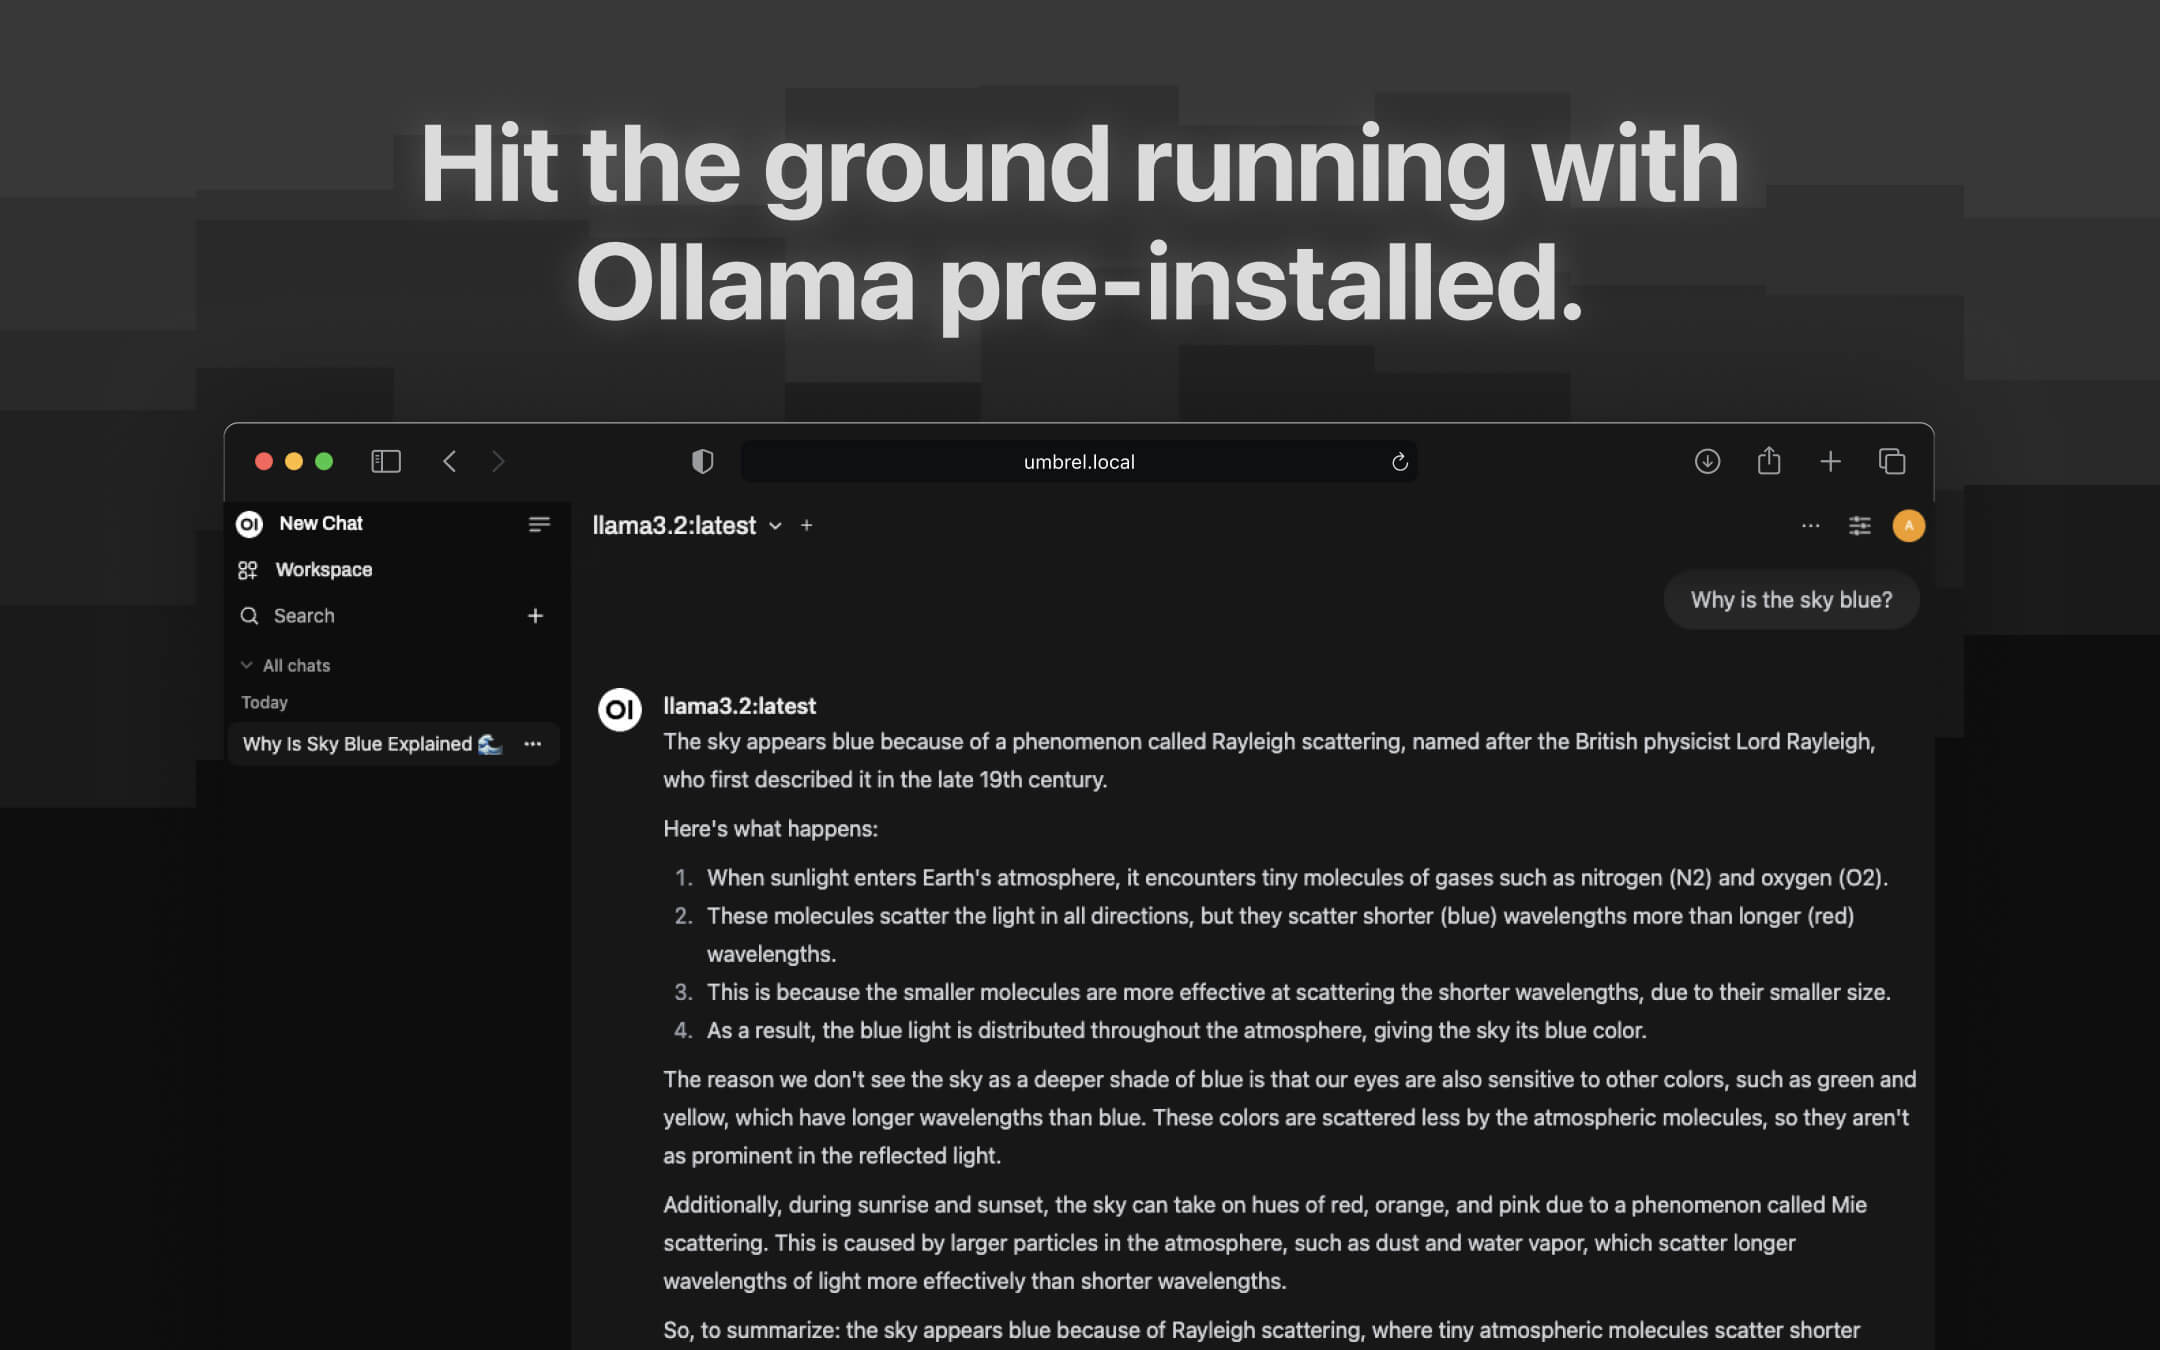 Hit the ground running with
Ollama pre-installed.
umbrel.local
OI New Chat
Workspace
Search
All chats
Today
Why Is Sky Blue Explained 🌊
llama3.2:latest
A
Why is the sky blue?
OI
llama3.2:latest
The sky appears blue because of a phenomenon called Rayleigh scattering, named after the British physicist Lord Rayleigh,
who first described it in the late 19th century.
Here's what happens:
1. When sunlight enters Earth's atmosphere, it encounters tiny molecules of gases such as nitrogen (N2) and oxygen (O2).
2. These molecules scatter the light in all directions, but they scatter shorter (blue) wavelengths more than longer (red)
wavelengths.
3. This is because the smaller molecules are more effective at scattering the shorter wavelengths, due to their smaller size.
4. As a result, the blue light is distributed throughout the atmosphere, giving the sky its blue color.
The reason we don't see the sky as a deeper shade of blue is that our eyes are also sensitive to other colors, such as green and
yellow, which have longer wavelengths than blue. These colors are scattered less by the atmospheric molecules, so they aren't
as prominent in the reflected light.
Additionally, during sunrise and sunset, the sky can take on hues of red, orange, and pink due to a phenomenon called Mie
scattering. This is caused by larger particles in the atmosphere, such as dust and water vapor, which scatter longer
wavelengths of light more effectively than shorter wavelengths.
So, to summarize: the sky appears blue because of Rayleigh scattering, where tiny atmospheric molecules scatter shorter